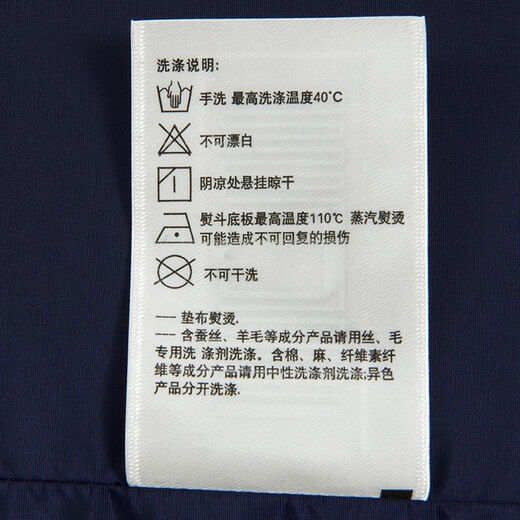 洗涤说明:
手洗 最高洗涤温度40℃
不可漂白
阴凉处悬挂晾干
熨斗底板最高温度110℃ 蒸汽熨烫
可能造成不可回复的损伤
不可干洗
--- 垫布熨烫.
--- 含蚕丝、羊毛等成分产品请用丝、毛
专用洗 涤剂洗涤。含棉、麻、纤维素纤
维等成分产品请用中性洗涤剂洗涤;异色
产品分开洗涤.